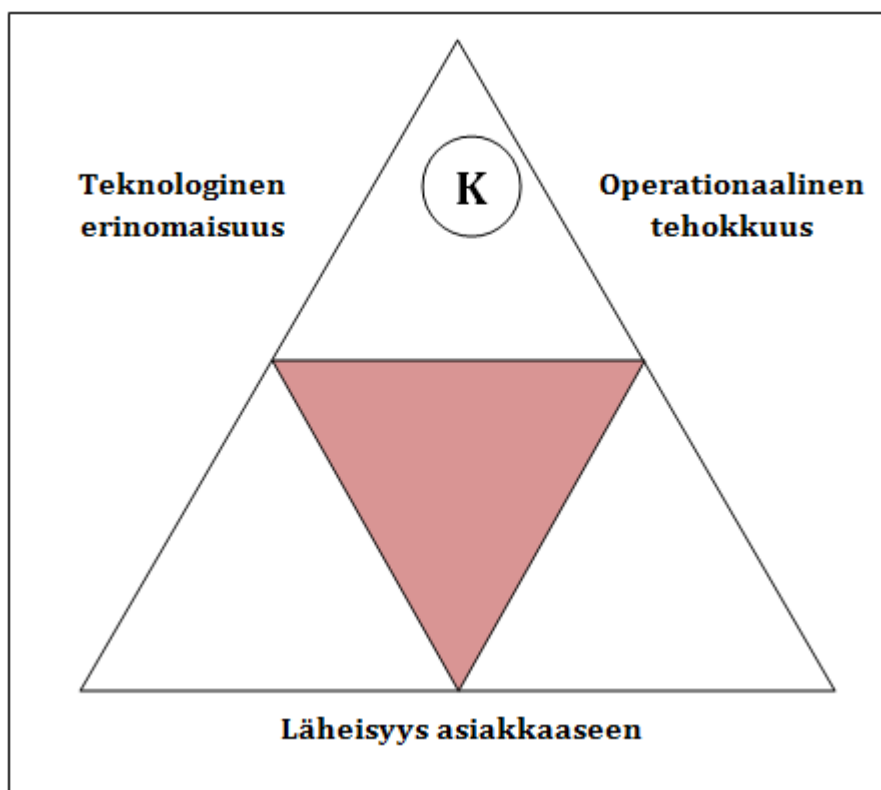 K
Teknologinen
erinomaisuus
Operationaalinen
tehokkuus
Läheisyys asiakkaaseen